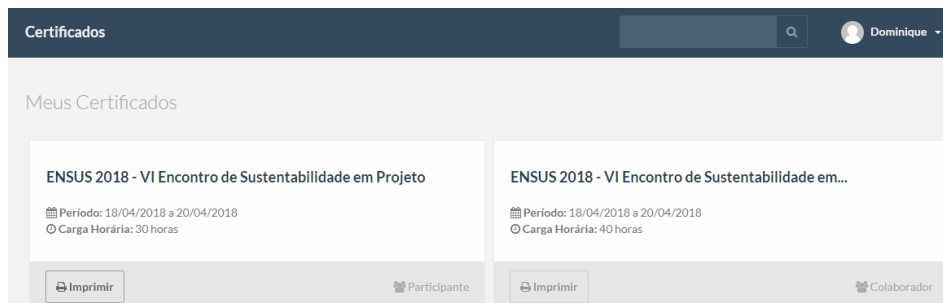 Certificados
Dominique
Meus Certificados
ENSUS 2018 - VI Encontro de Sustentabilidade em Projeto
Período: 18/04/2018 a 20/04/2018
Carga Horária: 30 horas
Imprimir
Participante
ENSUS 2018 - VI Encontro de Sustentabilidade em...
Período: 18/04/2018 a 20/04/2018
Carga Horária: 40 horas
Imprimir
Colaborador